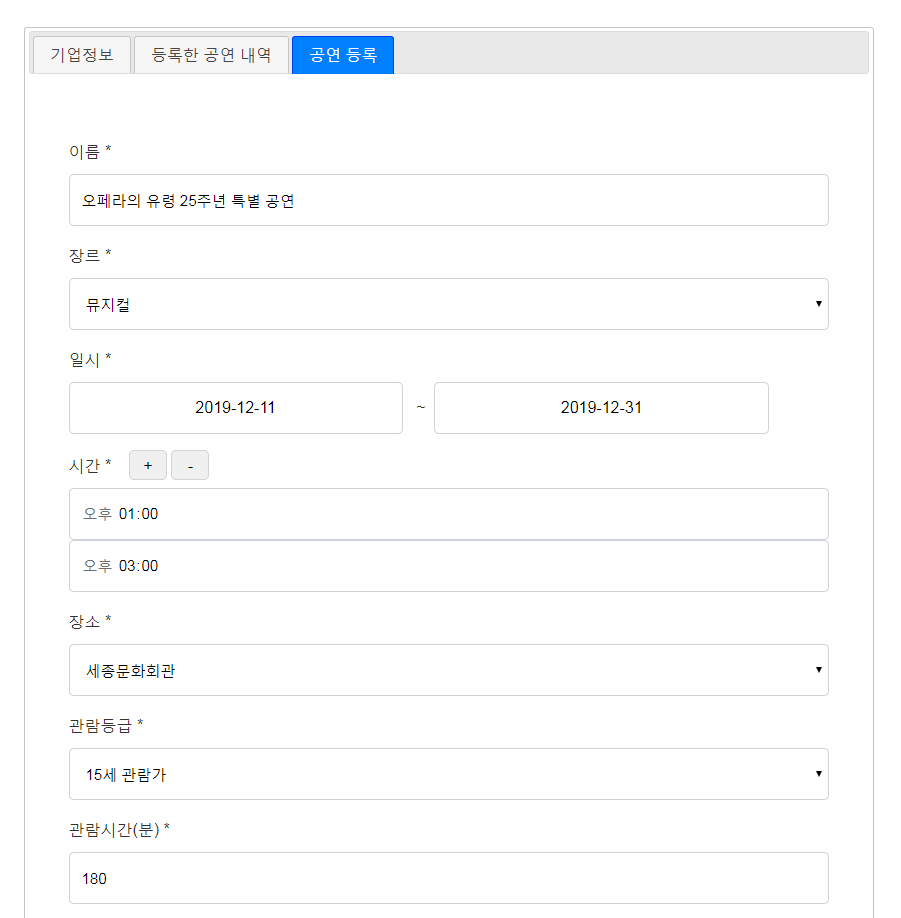 기업정보 등록한 공연 내역 공연 등록
이름 *
오페라의 유령 25주년 특별 공연
장르 *
뮤지컬
일시 *
2019-12-11 ~ 2019-12-31
시간 * + -
오후 01:00
오후 03:00
장소 *
세종문화회관
관람등급 *
15세 관람가
관람시간(분) *
180